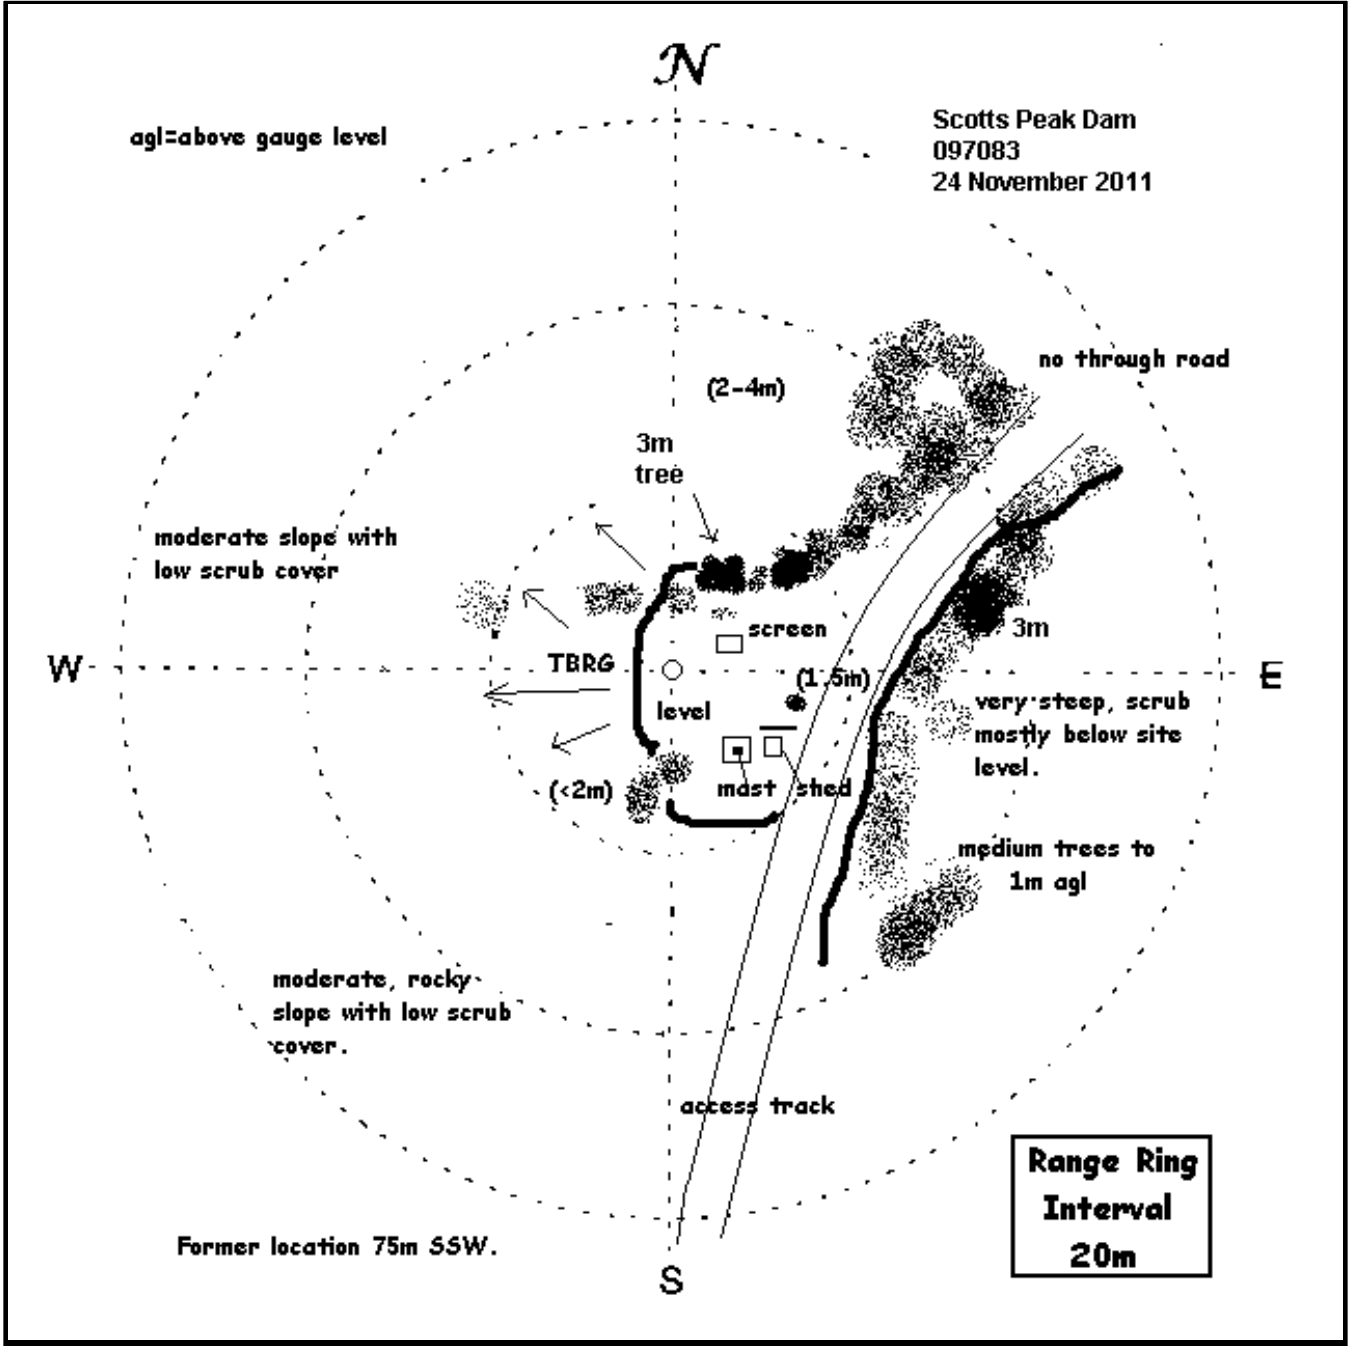 N
agl=above gauge level
Scotts Peak Dam
097083
24 November 2011
no through road
(2-4m)
3m
tree
moderate slope with
low scrub cover
screen
3m
W
TBRG
E
(1.5m)
level
very steep, scrub
mostly below site
level.
(<2m)
mast
shed
medium trees to
1m agl
moderate, rocky
slope with low scrub
cover.
access track
Range Ring
Interval
20m
Former location 75m SSW.
S